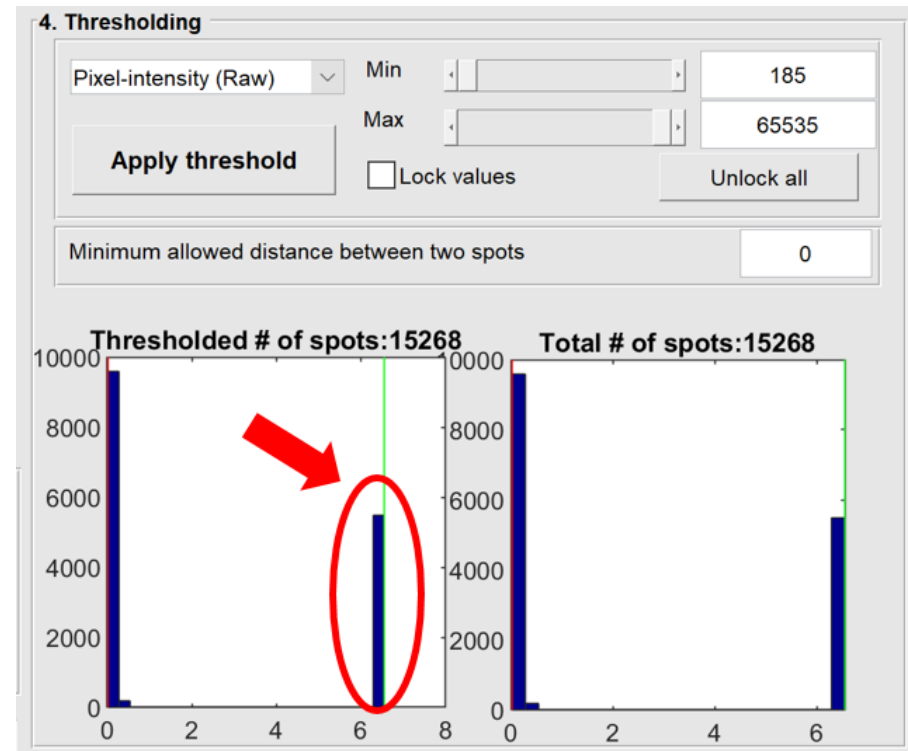 4. Thresholding
Pixel-intensity (Raw)
Min
185
Max
65535
Apply threshold
Lock values
Unlock all
Minimum allowed distance between two spots
0
Thresholded # of spots:15268
Total # of spots:15268
10000
8000
6000
4000
2000
0
0 2 4 6 8
0000
8000
6000
4000
2000
0
0 2 4 6